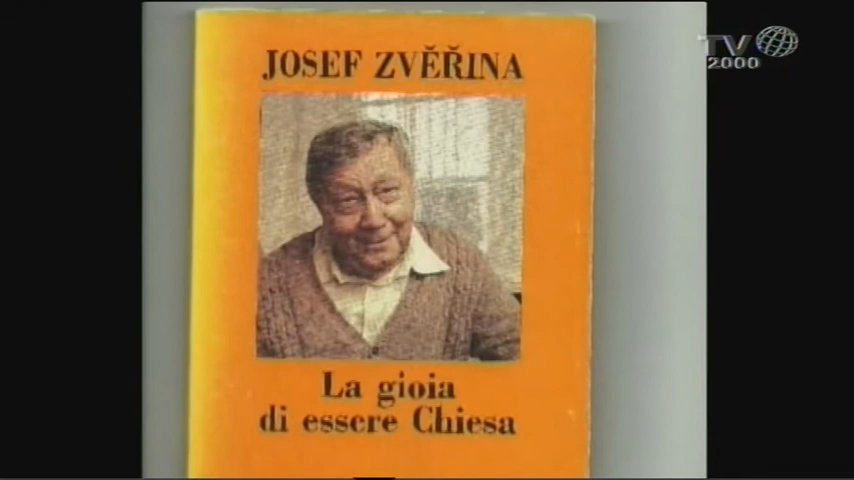 JOSEF ZVĚŘINA
TV
2000
La gioia
di essere Chiesa